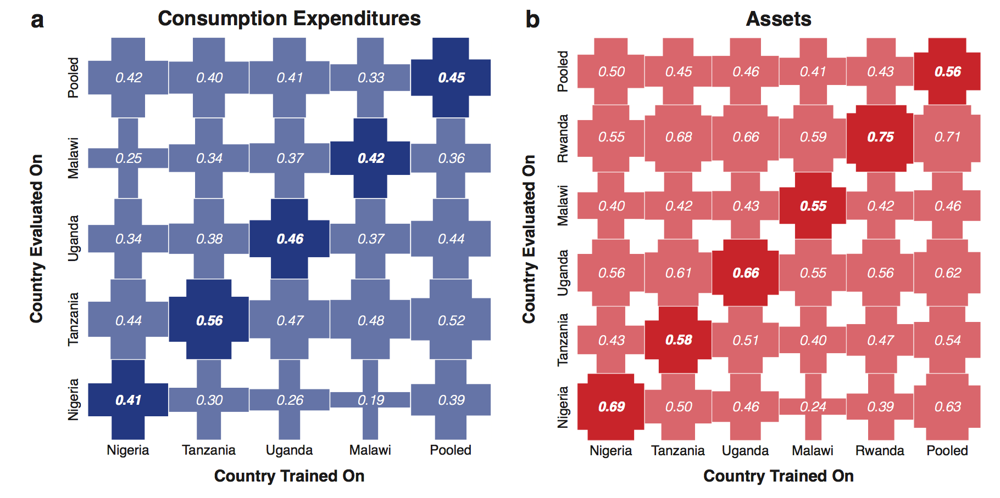 a Consumption Expenditures
Country Evaluated On
Pooled 0.42 0.40 0.41 0.33 0.45
Malawi 0.25 0.34 0.37 0.42 0.36
Uganda 0.34 0.38 0.46 0.37 0.44
Tanzania 0.44 0.56 0.47 0.48 0.52
Nigeria 0.41 0.30 0.26 0.19 0.39
Nigeria Tanzania Uganda Malawi Pooled
Country Trained On
b Assets
Country Evaluated On
Pooled 0.50 0.45 0.46 0.41 0.43 0.56
Rwanda 0.55 0.68 0.66 0.59 0.75 0.71
Malawi 0.40 0.42 0.43 0.55 0.42 0.46
Uganda 0.56 0.61 0.66 0.55 0.56 0.62
Tanzania 0.43 0.58 0.51 0.40 0.47 0.54
Nigeria 0.69 0.50 0.46 0.24 0.39 0.63
Nigeria Tanzania Uganda Malawi Rwanda Pooled
Country Trained On